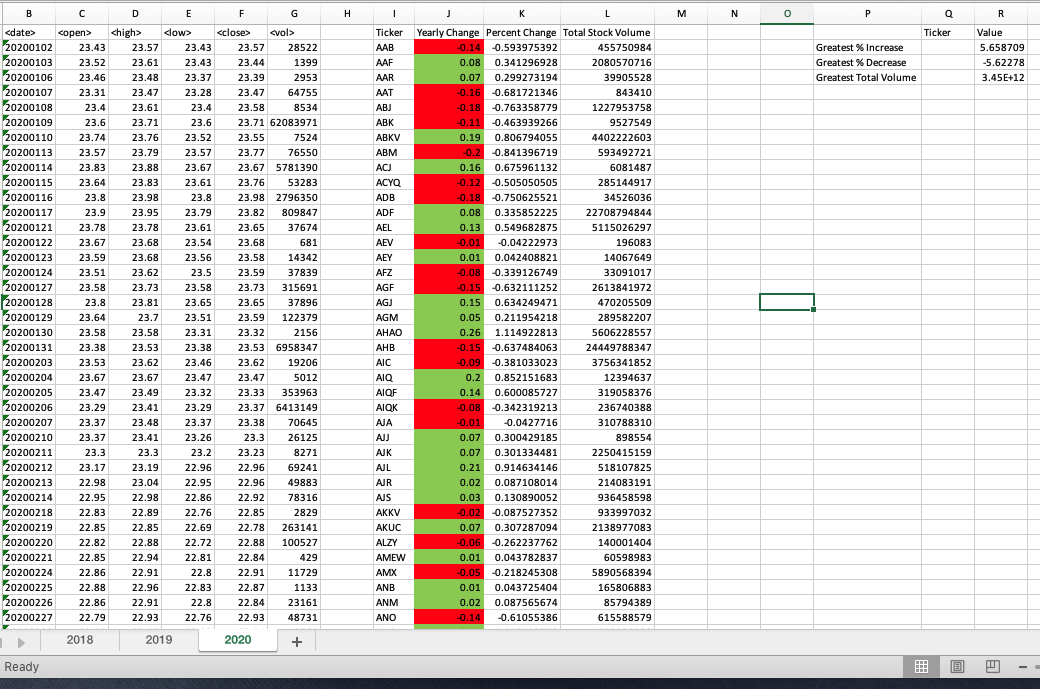 B C D E F G H I J K L M N O P Q R
<date> <open> <high> <low> <close> <vol> Ticker Yearly Change Percent Change Total Stock Volume Ticker Value
20200102 23.43 23.57 23.43 23.57 28522 AAB -0.14 -0.593975392 455750984 Greatest % Increase 5.658709
20200103 23.52 23.61 23.43 23.44 1399 AAF 0.08 0.341296928 2080570716 Greatest % Decrease -5.62278
20200106 23.46 23.48 23.37 23.39 2953 AAR 0.07 0.299273194 39905528 Greatest Total Volume 3.45E+12
20200107 23.31 23.47 23.28 23.47 64755 AAT -0.16 -0.681721346 843410
20200108 23.4 23.61 23.4 23.58 8534 ABJ -0.18 -0.763358779 1227953758
20200109 23.6 23.71 23.6 23.71 62083971 ABK -0.11 -0.463939266 9527549
20200110 23.74 23.76 23.52 23.55 7524 ABKV 0.19 0.806794055 4402222603
20200113 23.57 23.79 23.57 23.77 76550 ABM -0.2 -0.841396719 593492721
20200114 23.83 23.88 23.67 23.67 5781390 ACJ 0.16 0.675961132 6081487
20200115 23.64 23.83 23.61 23.76 53283 ACYQ -0.12 -0.505050505 285144917
20200116 23.8 23.98 23.8 23.98 2796350 ADB -0.18 -0.750625521 34526036
20200117 23.9 23.95 23.79 23.82 809847 ADF 0.08 0.335852225 22708794844
20200121 23.78 23.78 23.61 23.65 37674 AEL 0.13 0.549682875 5115026297
20200122 23.67 23.68 23.54 23.68 681 AEV -0.01 -0.04222973 196083
20200123 23.59 23.68 23.56 23.58 14342 AEY 0.01 0.042408821 14067649
20200124 23.51 23.62 23.5 23.59 37839 AFZ -0.08 -0.339126749 33091017
20200127 23.58 23.73 23.58 23.73 315691 AGF -0.15 -0.632111252 2613841972
20200128 23.8 23.81 23.65 23.65 37896 AGJ 0.15 0.634249471 470205509
20200129 23.64 23.7 23.51 23.59 122379 AGM 0.05 0.211954218 289582207
20200130 23.58 23.58 23.31 23.32 2156 AHAO 0.26 1.114922813 5606228557
20200131 23.38 23.53 23.38 23.53 6958347 AHB -0.15 -0.637484063 24449788347
20200203 23.53 23.62 23.46 23.62 19206 AIC -0.09 -0.381033023 3756341852
20200204 23.67 23.67 23.47 23.47 5012 AIQ 0.2 0.852151683 12394637
20200205 23.47 23.49 23.32 23.33 353963 AIQF 0.14 0.600085727 319058376
20200206 23.29 23.41 23.29 23.37 6413149 AIQK -0.08 -0.342319213 236740388
20200207 23.37 23.48 23.37 23.38 70645 AJA -0.01 -0.0427716 310788310
20200210 23.37 23.41 23.26 23.3 26125 AJJ 0.07 0.300429185 898554
20200211 23.3 23.3 23.2 23.23 8271 AJK 0.07 0.301334481 2250415159
20200212 23.17 23.19 22.96 22.96 69241 AJL 0.21 0.914634146 518107825
20200213 22.98 23.04 22.95 22.96 49883 AJR 0.02 0.087108014 214083191
20200214 22.95 22.98 22.86 22.92 78316 AJS 0.03 0.130890052 936458598
20200218 22.83 22.89 22.76 22.85 2829 AKKV -0.02 -0.087527352 933997032
20200219 22.85 22.85 22.69 22.78 263141 AKUC 0.07 0.307287094 2138977083
20200220 22.82 22.88 22.72 22.88 100527 ALZY -0.06 -0.262237762 140001404
20200221 22.85 22.94 22.81 22.84 429 AMEW 0.01 0.043782837 60598983
20200224 22.86 22.91 22.8 22.91 11729 AMX -0.05 -0.218245308 5890568394
20200225 22.88 22.96 22.83 22.87 1133 ANB 0.01 0.043725404 165806883
20200226 22.86 22.91 22.8 22.84 23161 ANM 0.02 0.087565674 85794389
20200227 22.79 22.93 22.76 22.93 48731 ANO -0.14 -0.61055386 615588579
2018 2019 2020 +
Ready